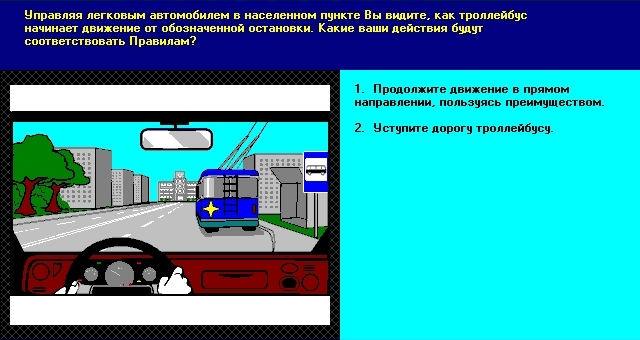 Управляя легковым автомобилем в населенном пункте Вы видите, как троллейбус
начинает движение от обозначенной остановки. Какие ваши действия будут
соответствовать Правилам?
1. Продолжите движение в прямом
направлении, пользуясь преимуществом.
2. Уступите дорогу троллейбусу.